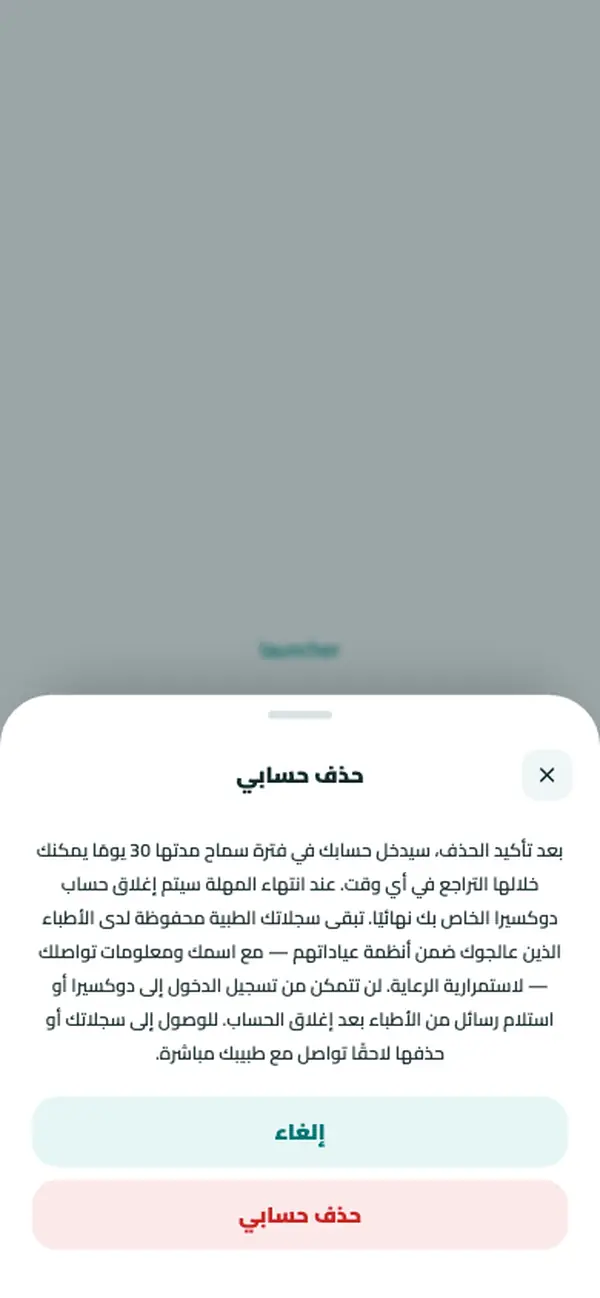 launcher
حذف حسابي
بعد تأكيد الحذف، سيدخل حسابك في فترة سماح مدتها 30 يومًا يمكنك
خلالها التراجع في أي وقت. عند انتهاء المهلة سيتم إغلاق حساب
دوكسيرا الخاص بك نهائيًا. تبقى سجلاتك الطبية محفوظة لدى الأطباء
الذين عالجوك ضمن أنظمة عياداتهم — مع اسمك ومعلومات تواصلك
— لاستمرارية الرعاية. لن تتمكن من تسجيل الدخول إلى دوكسيرا أو
استلام رسائل من الأطباء بعد إغلاق الحساب. للوصول إلى سجلاتك أو
حذفها لاحقًا تواصل مع طبيبك مباشرة.
إلغاء
حذف حسابي